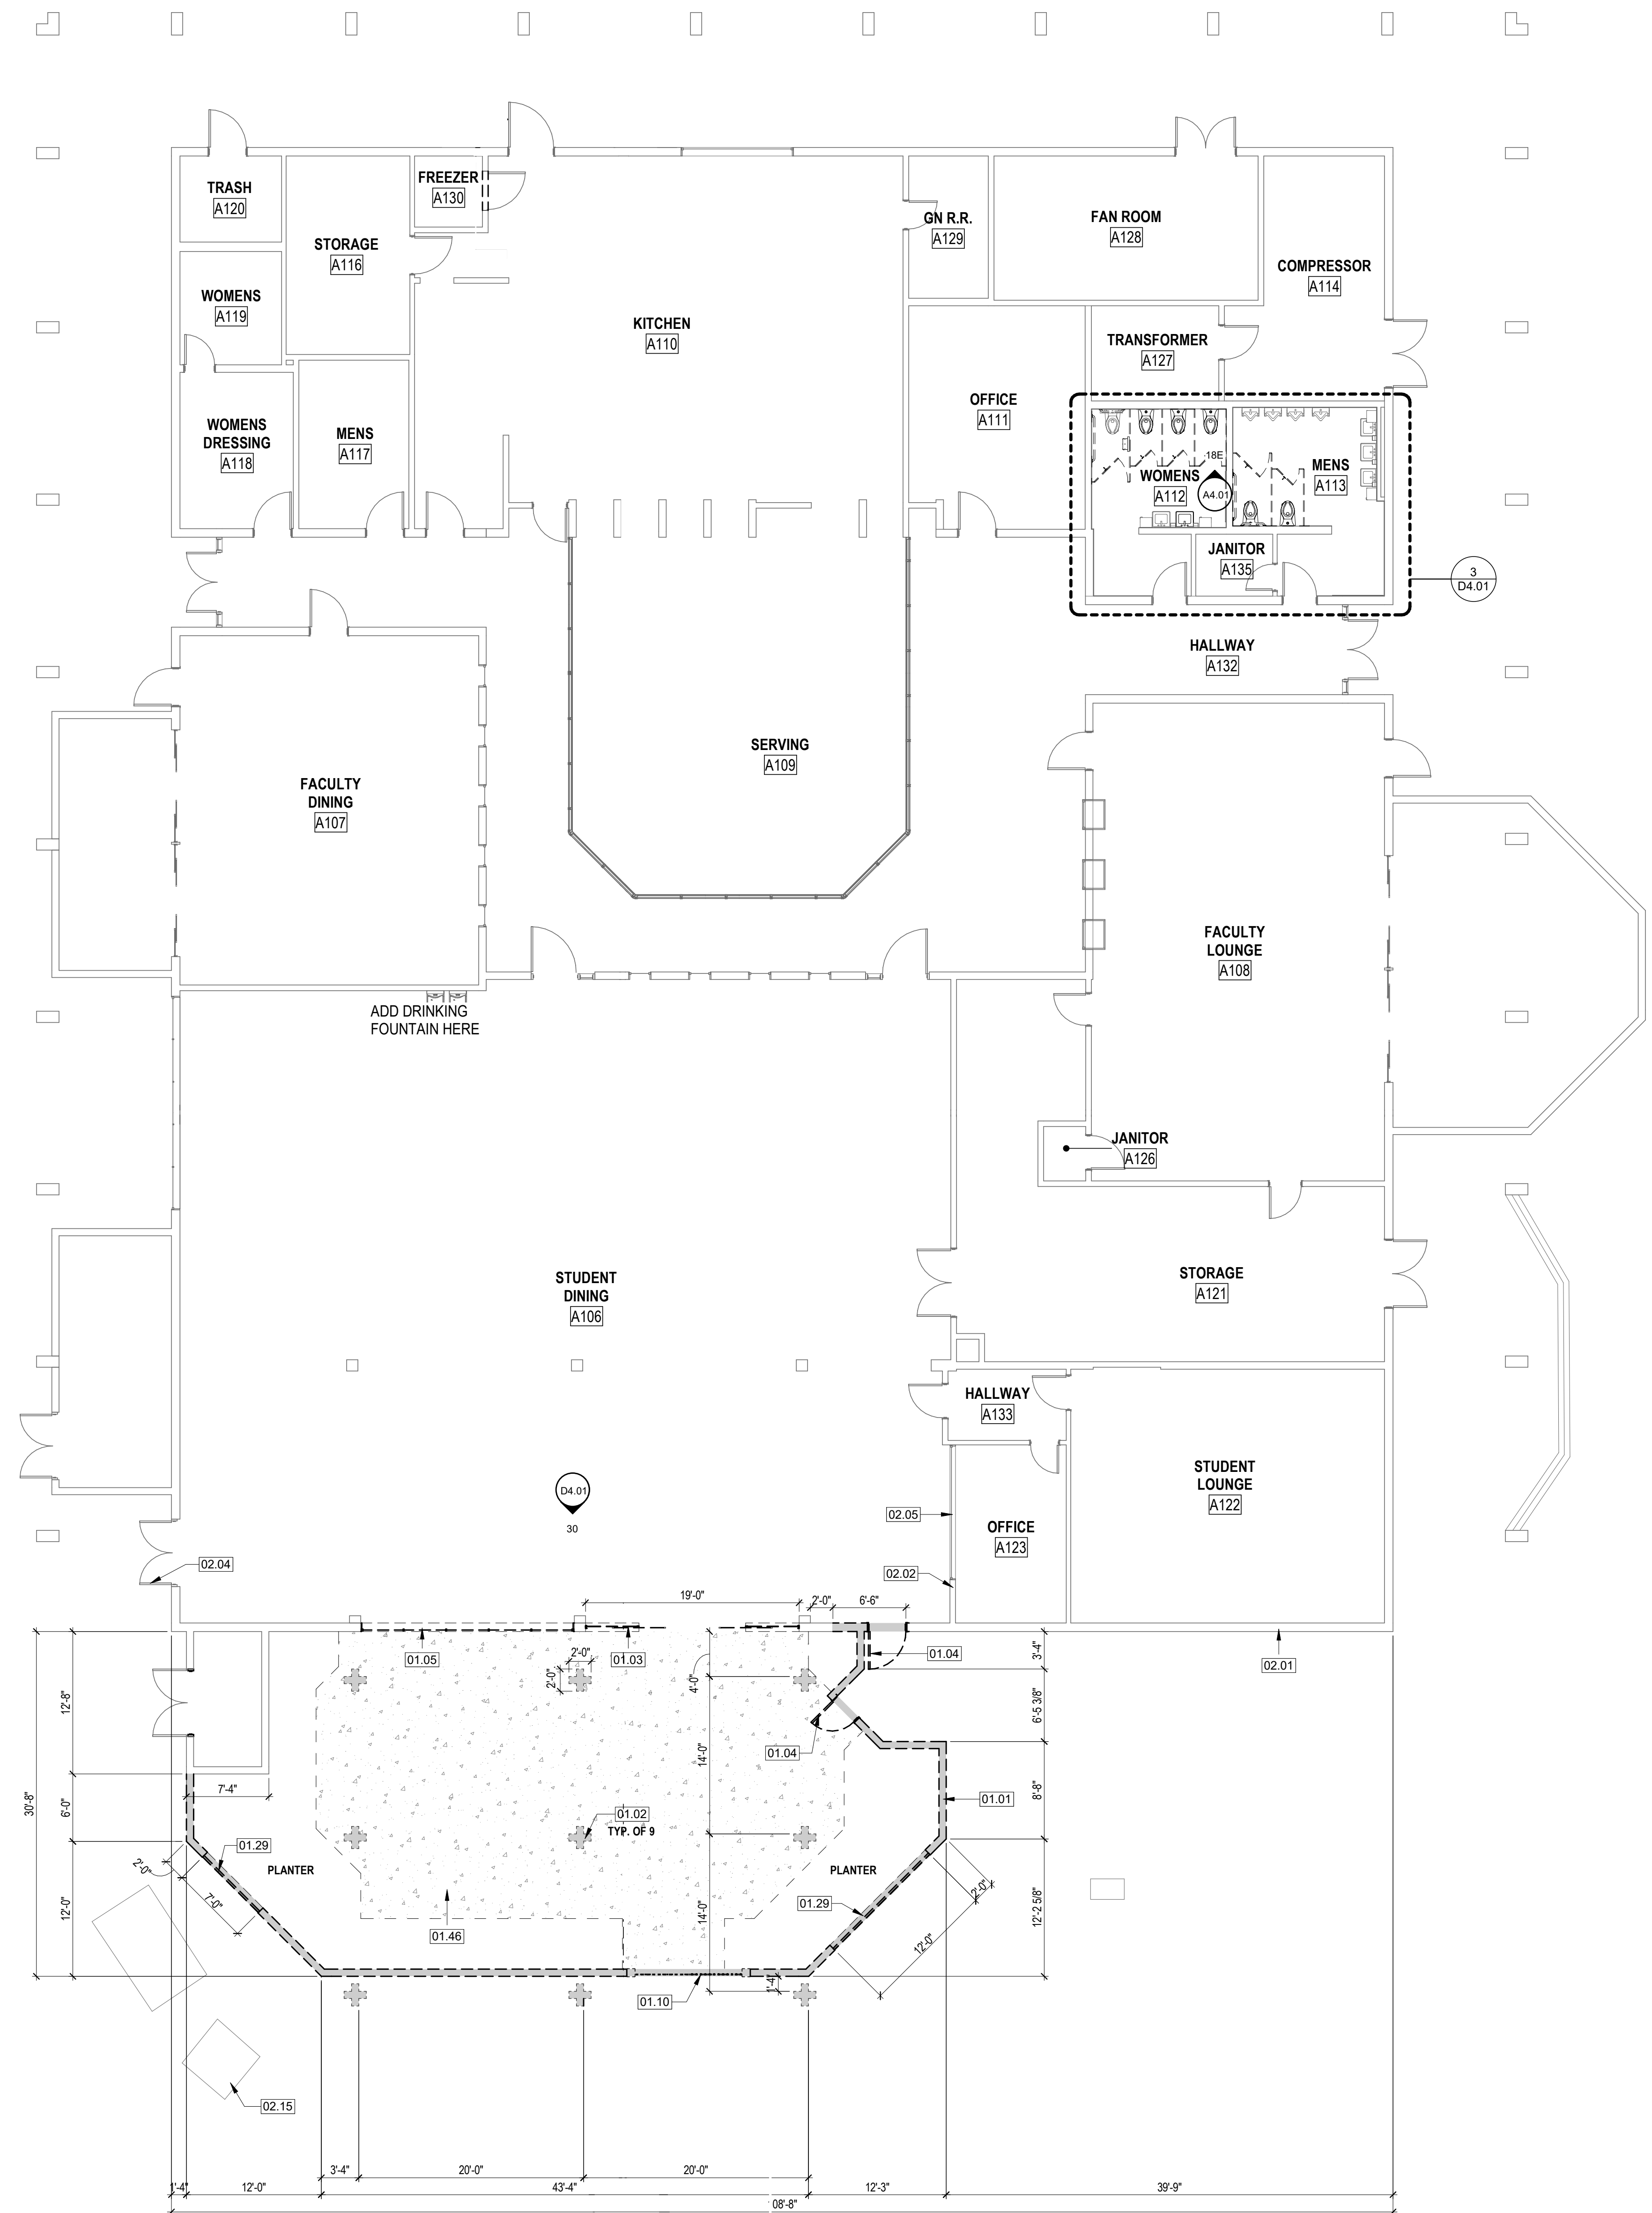 TRASH
A120
FREEZER
A130
STORAGE
A116
GN R.R.
A129
FAN ROOM
A128
COMPRESSOR
A114
WOMENS
A119
KITCHEN
A110
TRANSFORMER
A127
WOMENS
DRESSING
A118
MENS
A117
OFFICE
A111
18E
WOMENS
A112
A4.01
MENS
A113
JANITOR
A135
3
D4.01
HALLWAY
A132
SERVING
A109
FACULTY
DINING
A107
FACULTY
LOUNGE
A108
ADD DRINKING
FOUNTAIN HERE
JANITOR
A126
STUDENT
DINING
A106
STORAGE
A121
HALLWAY
A133
STUDENT
LOUNGE
A122
D4.01
30
02.05
OFFICE
A123
02.04
02.02
19'-0"
2'-0"
6'-6"
01.05
2'-0"
01.03
01.04
02.01
3'-4"
2'-0"
4'-0"
12'-8"
6'-5 3/8"
01.04
14'-0"
30'-8"
7'-4"
6'-0"
01.02
TYP. OF 9
01.01
8'-8"
01.29
PLANTER
PLANTER
2'-0"
7'-0"
2'-0"
01.29
12'-0"
14'-0"
12'-2 5/8"
01.46
12'-0"
01.10
1'-4"
02.15
3'-4"
20'-0"
20'-0"
1'-4"
12'-0"
43'-4"
12'-3"
39'-9"
08'-8"